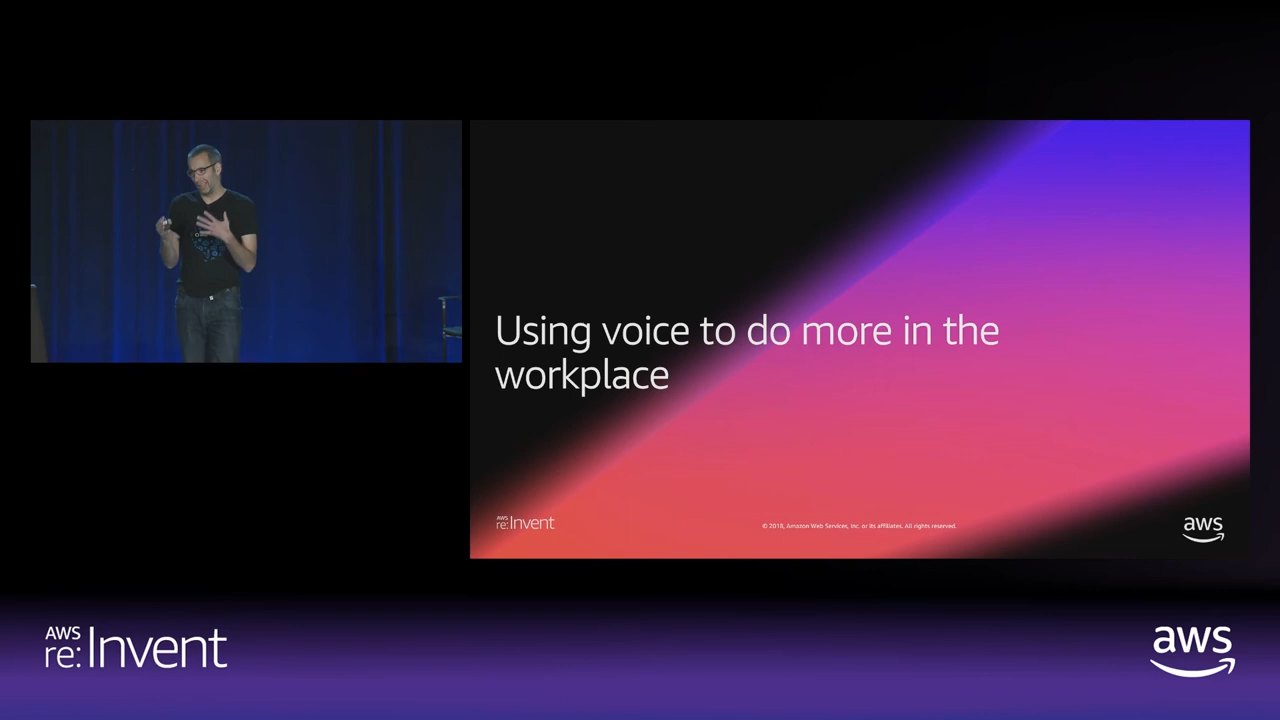 Using voice to do more in the
workplace
AWS
re:Invent
© 2018, Amazon Web Services, Inc. or its affiliates. All rights reserved.
aws
AWS
re:Invent
aws